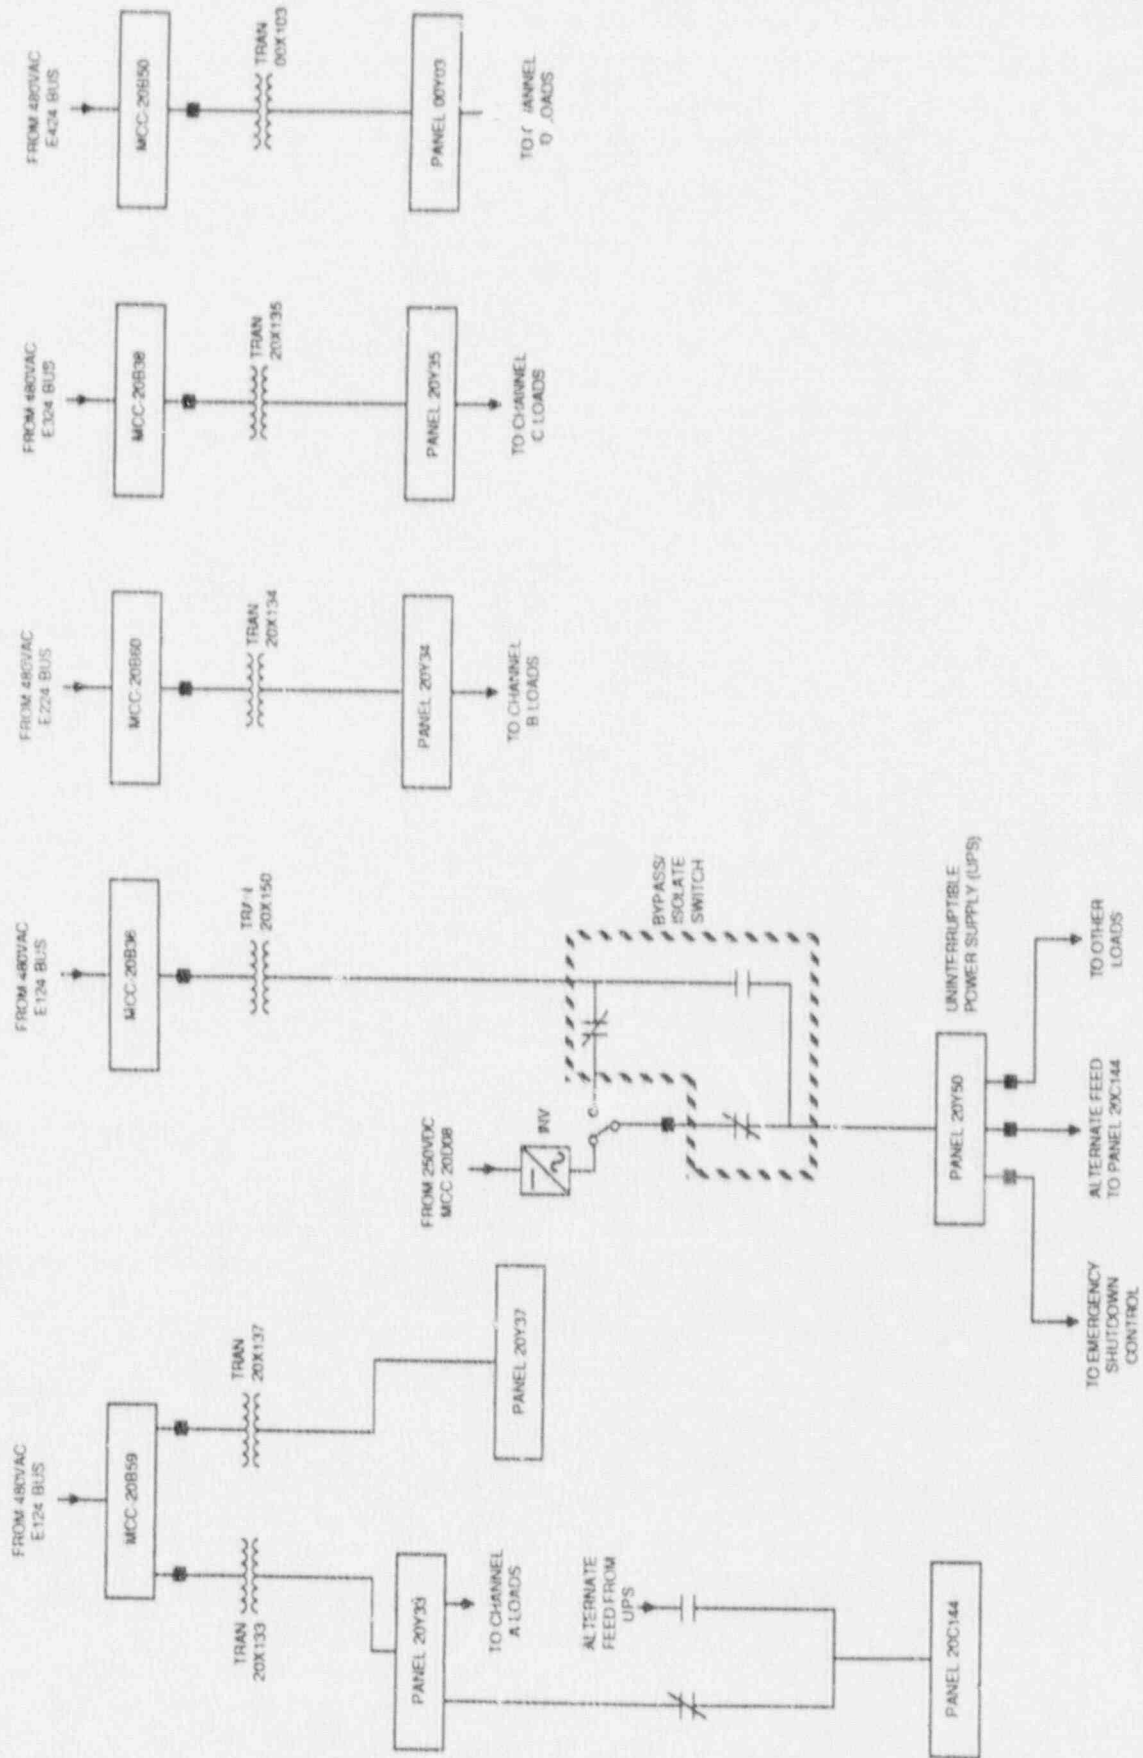 FROM 480VAC
E124 BUS
MCC-20B59
TRAN
20X133
TRAN
20X137
PANEL 20Y33
PANEL 20Y37
TO CHANNEL
A LOADS
ALTERNATE
FEED FROM
UPS
PANEL 20C144
FROM 480VAC
E124 BUS
MCC-20B36
20X150
FROM 250VDC
MCC 20D08
INV
BYPASS/
ISOLATE
SWITCH
UNINTERRUPTIBLE
POWER SUPPLY (UPS)
PANEL 20Y50
TO EMERGENCY
SHUTDOWN
CONTROL
ALTERNATE FEED
TO PANEL 20C144
TO OTHER
LOADS
FROM 480VAC
E224 BUS
MCC-20B60
TRAN
20X134
PANEL 20Y34
TO CHANNEL
B LOADS
FROM 480VAC
E324 BUS
MCC-20B38
TRAN
20X135
PANEL 20Y35
TO CHANNEL
C LOADS
FROM 480VAC
E424 BUS
MCC-20B50
TRAN
00X103
PANEL 00Y03
TO